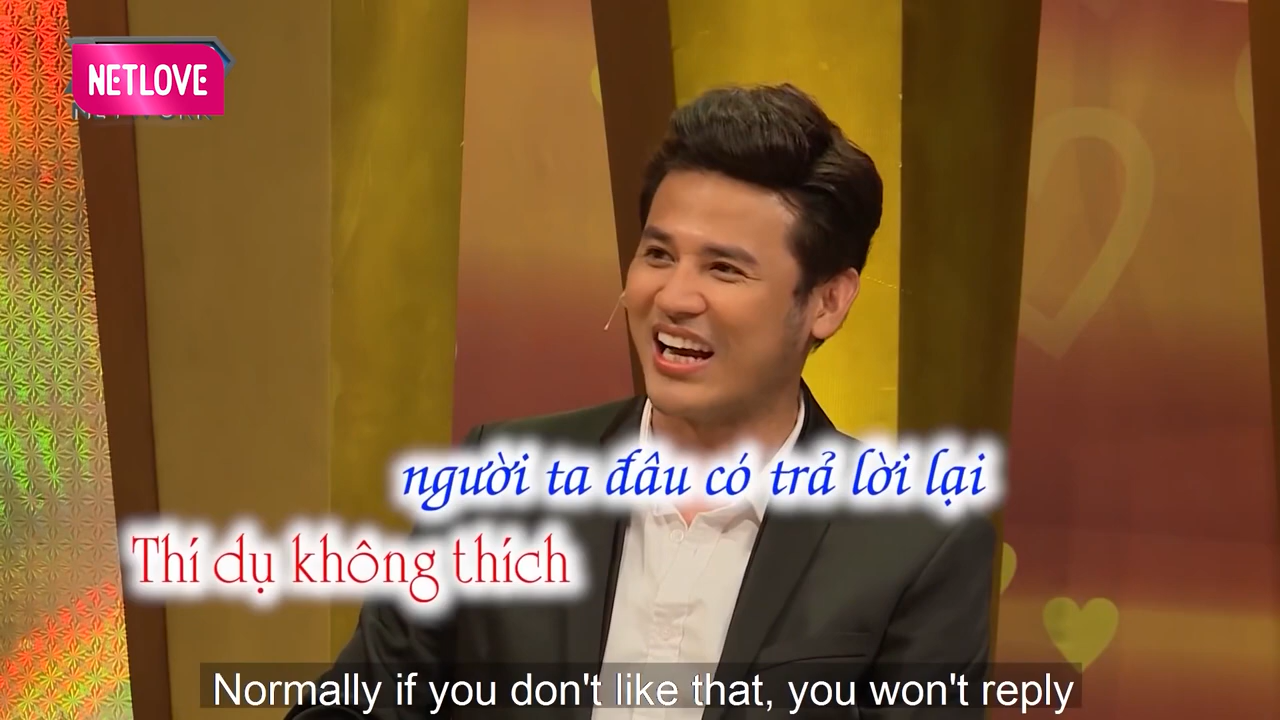 NETLOVE
NETWORK
người ta đâu có trả lời lại
Thí dụ không thích
Normally if you don't like that, you won't reply